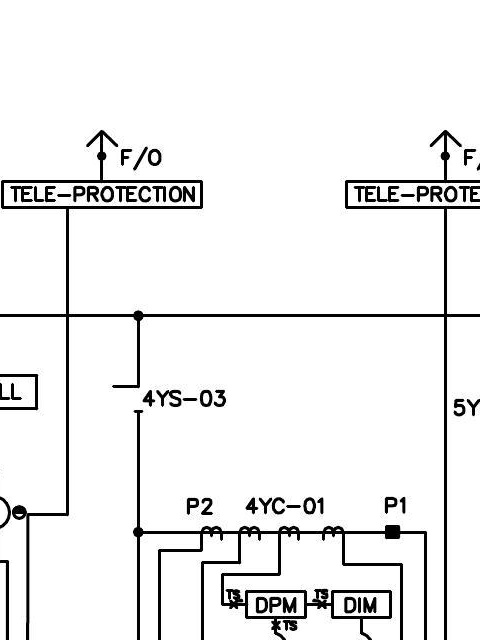 F/O
F/
TELE-PROTECTION
TELE-PROTE
LL
4YS-03
5Y
P2
4YC-01
P1
TS
DPM
TS
DIM
TS